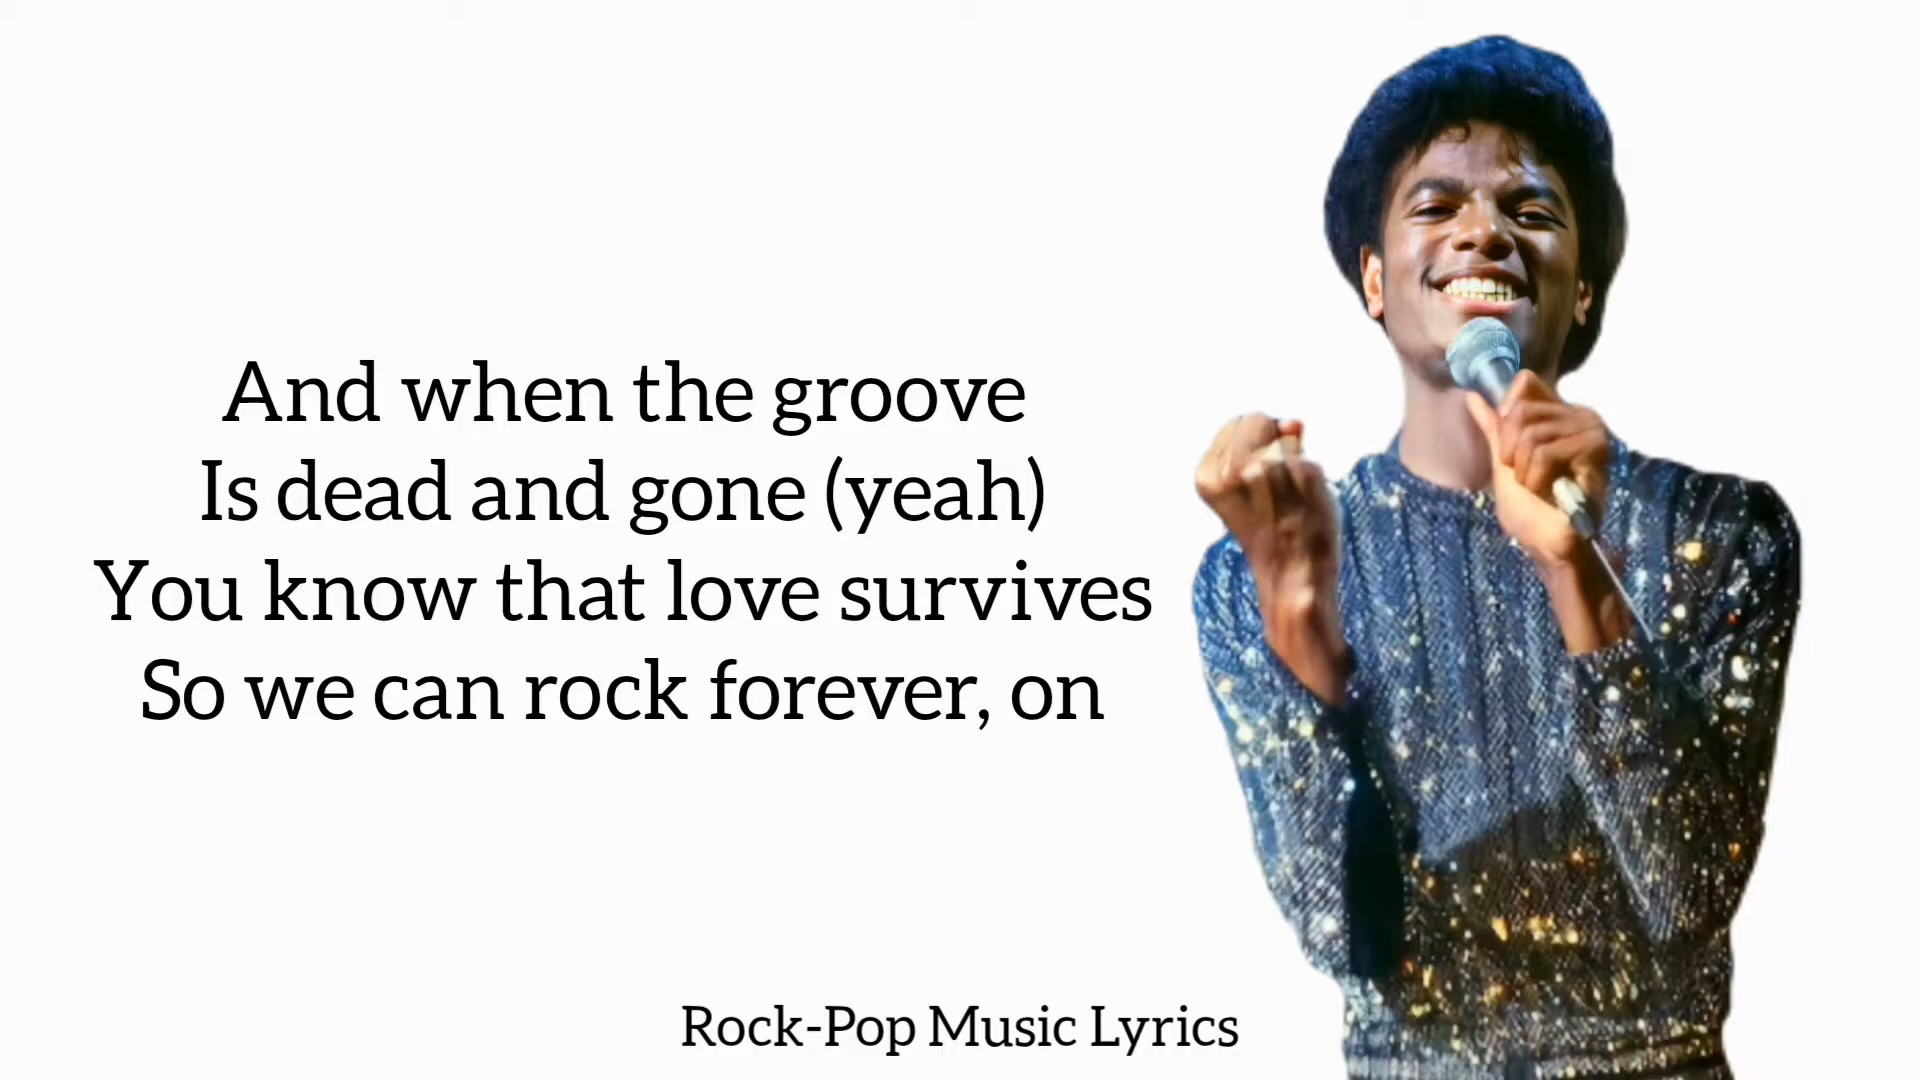 And when the groove
Is dead and gone (yeah)
You know that love survives
So we can rock forever, on
Rock-Pop Music Lyrics